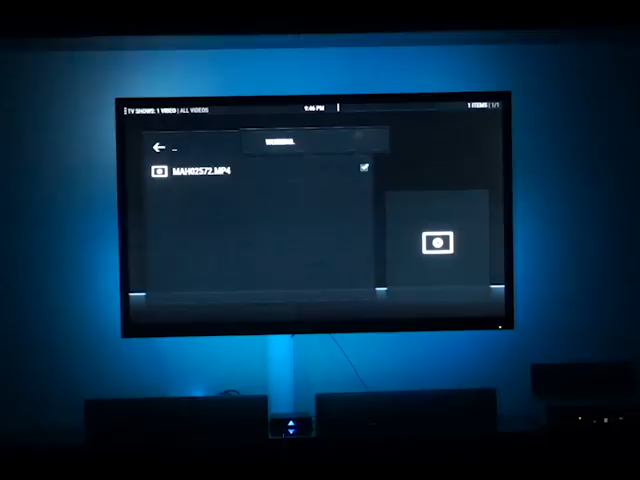 TV SHOWS: 1 VIDEO | ALL VIDEOS
9:46 PM
1 ITEMS | 1/1
MAH02572.MP4